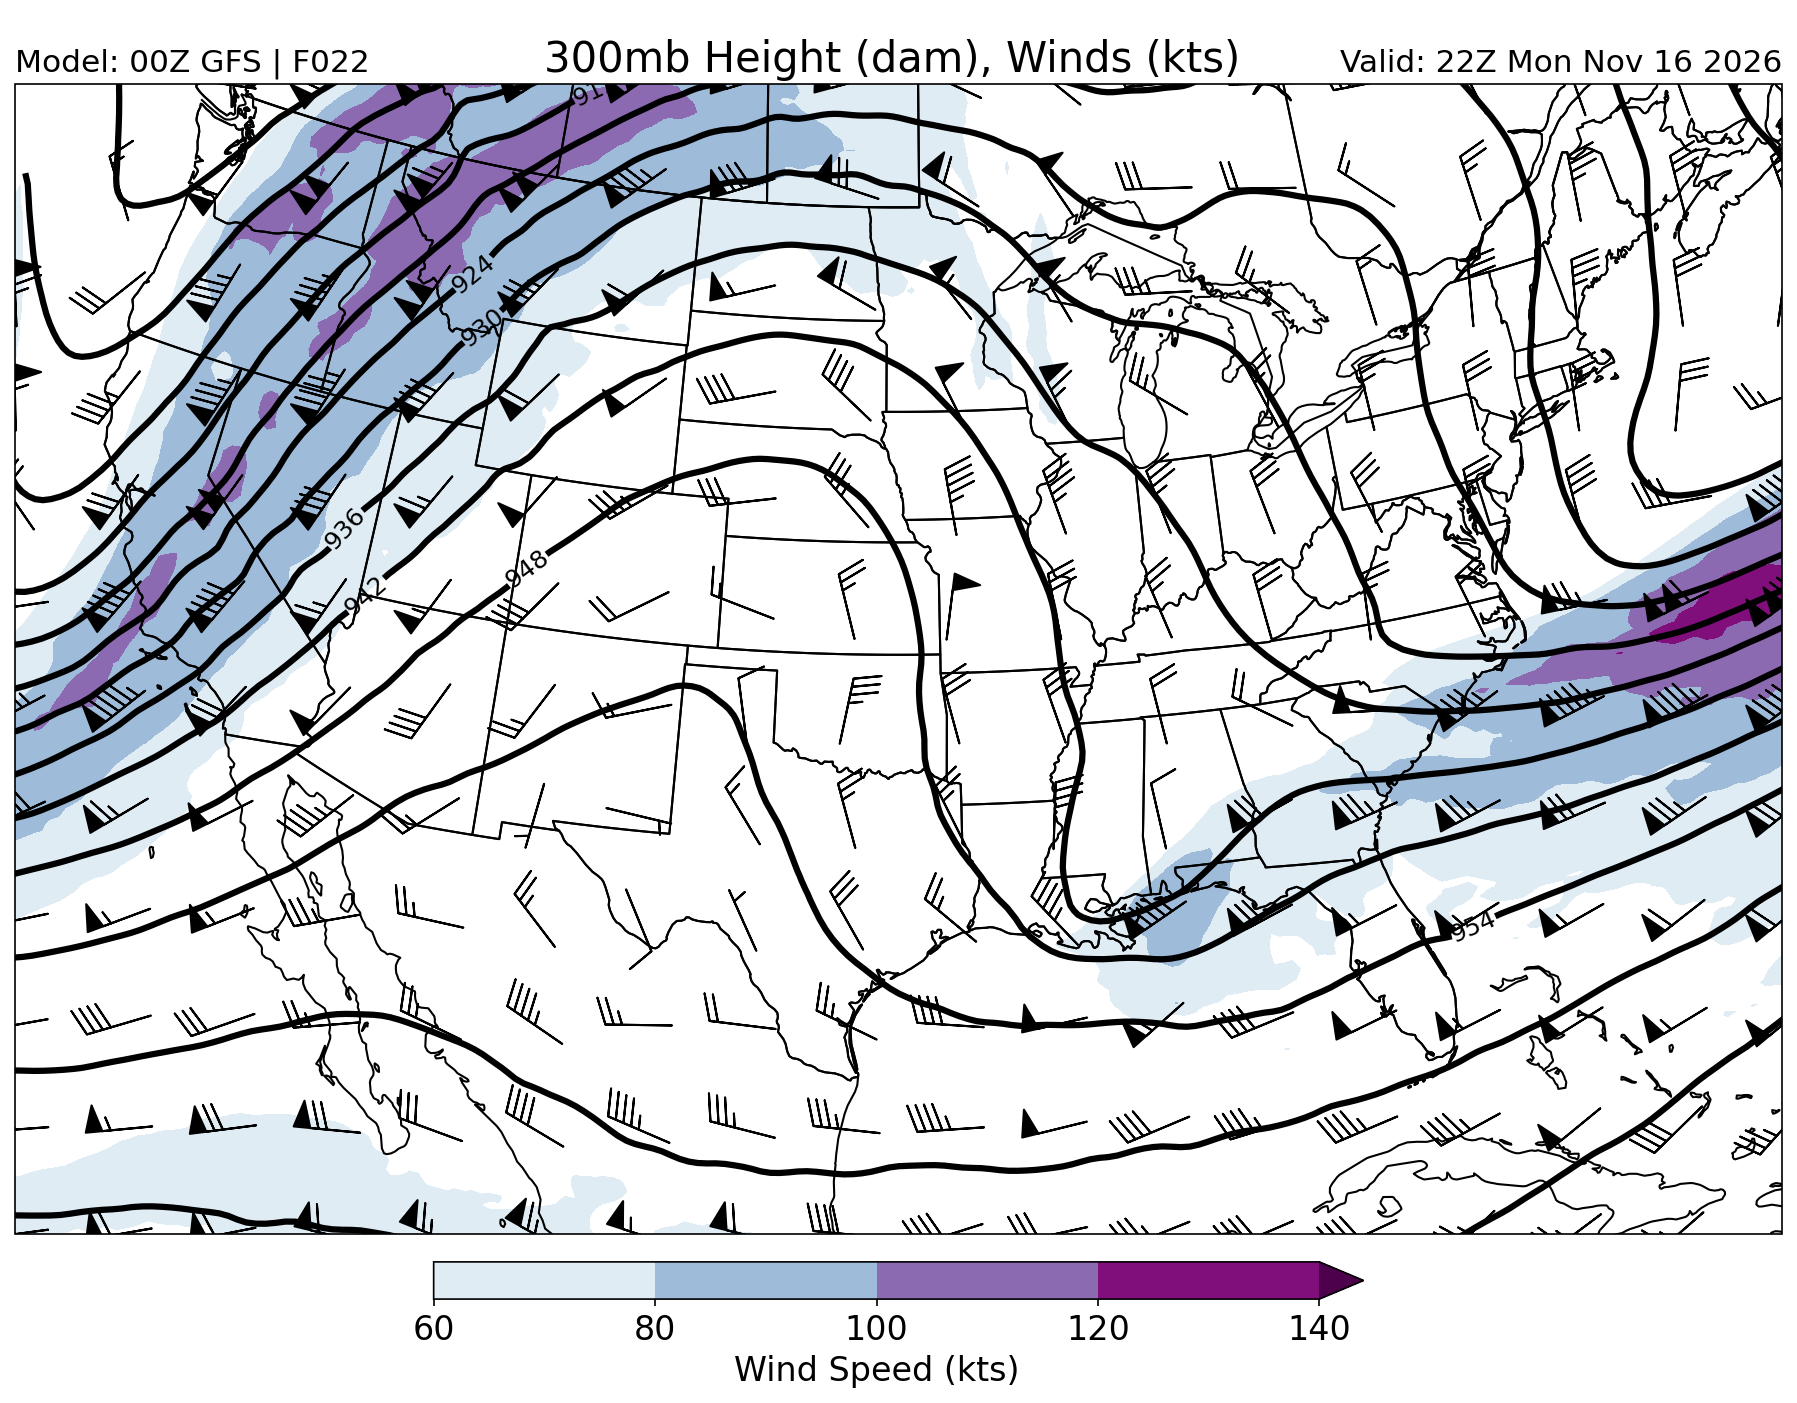 Model: 00Z GFS | F022
300mb Height (dam), Winds (kts)
Valid: 22Z Mon Nov 16 2026
924
930
936
942
948
954
60 80 100 120 140
Wind Speed (kts)